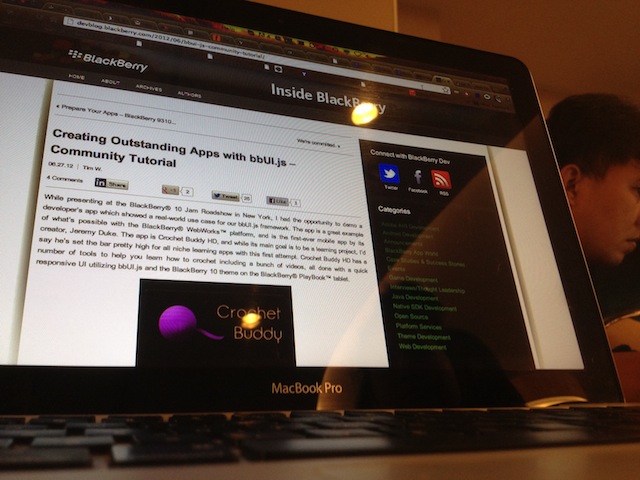 devblog.blackberry.com/2012/06/bbui-js-community-tutorial/
BlackBerry
Inside BlackBerry
HOME ABOUT ARCHIVES AUTHORS
Prepare Your Apps – BlackBerry 9310...
We're committed.
Creating Outstanding Apps with bbUI.js –
Community Tutorial
06.27.12 | Tim W.
4 Comments
in Share
2
Tweet 25
Like 1
While presenting at the BlackBerry® 10 Jam Roadshow in New York, I had the opportunity to demo a
developer's app which showed a real-world use case for our bbUI.js framework. The app is a great example
of what's possible with the BlackBerry® WebWorks™ platform, and is the first-ever mobile app by its
creator, Jeremy Duke. The app is Crochet Buddy HD, and while its main goal is to be a learning project, I'd
say he's set the bar pretty high for all niche learning apps with this first attempt. Crochet Buddy HD has a
number of tools to help you learn how to crochet including a bunch of videos, all done with a quick
responsive UI utilizing bbUI.js and the BlackBerry 10 theme on the BlackBerry® PlayBook™ tablet.
Crochet
Buddy
Connect with BlackBerry Dev
Twitter Facebook RSS
Categories
Case Studies & Success Stories
Events
Game Development
Interviews/Thought Leadership
Java Development
Native SDK Development
Open Source
Platform Services
Theme Development
Web Development
MacBook Pro